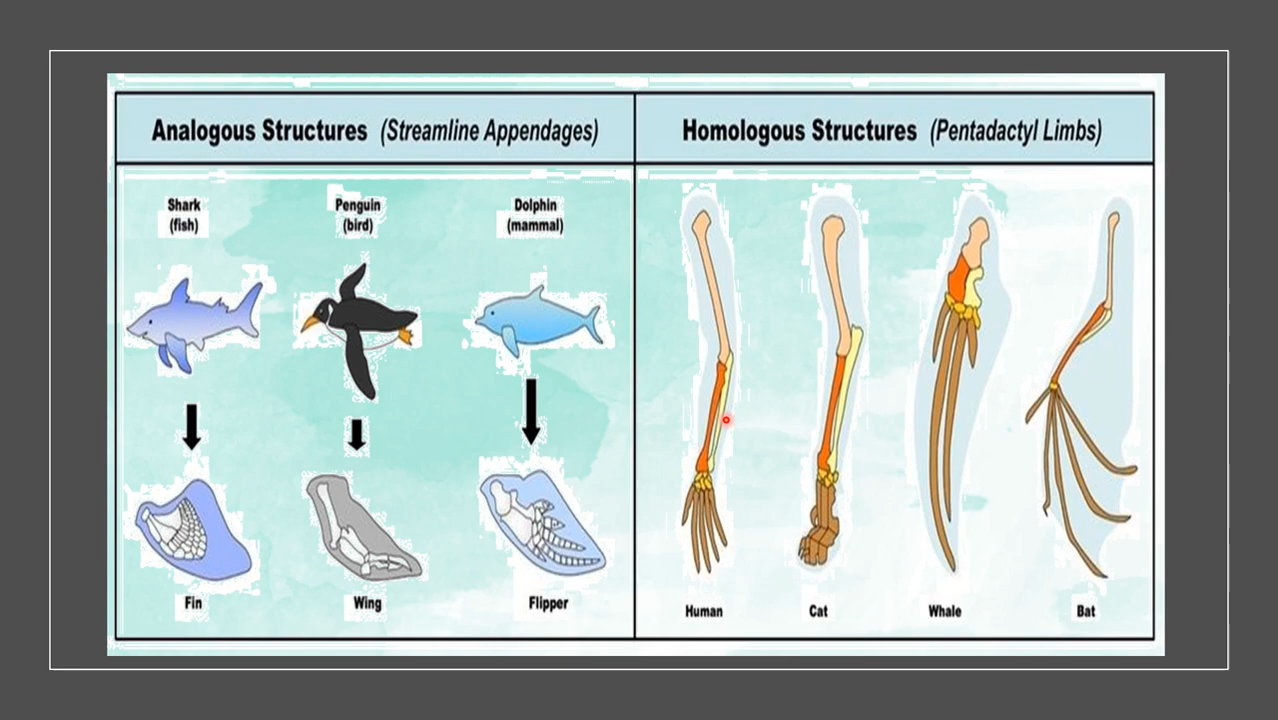 Analogous Structures (Streamline Appendages)
Homologous Structures (Pentadactyl Limbs)
Shark
(fish)
Penguin
(bird)
Dolphin
(mammal)
Fin
Wing
Flipper
Human
Cat
Whale
Bat